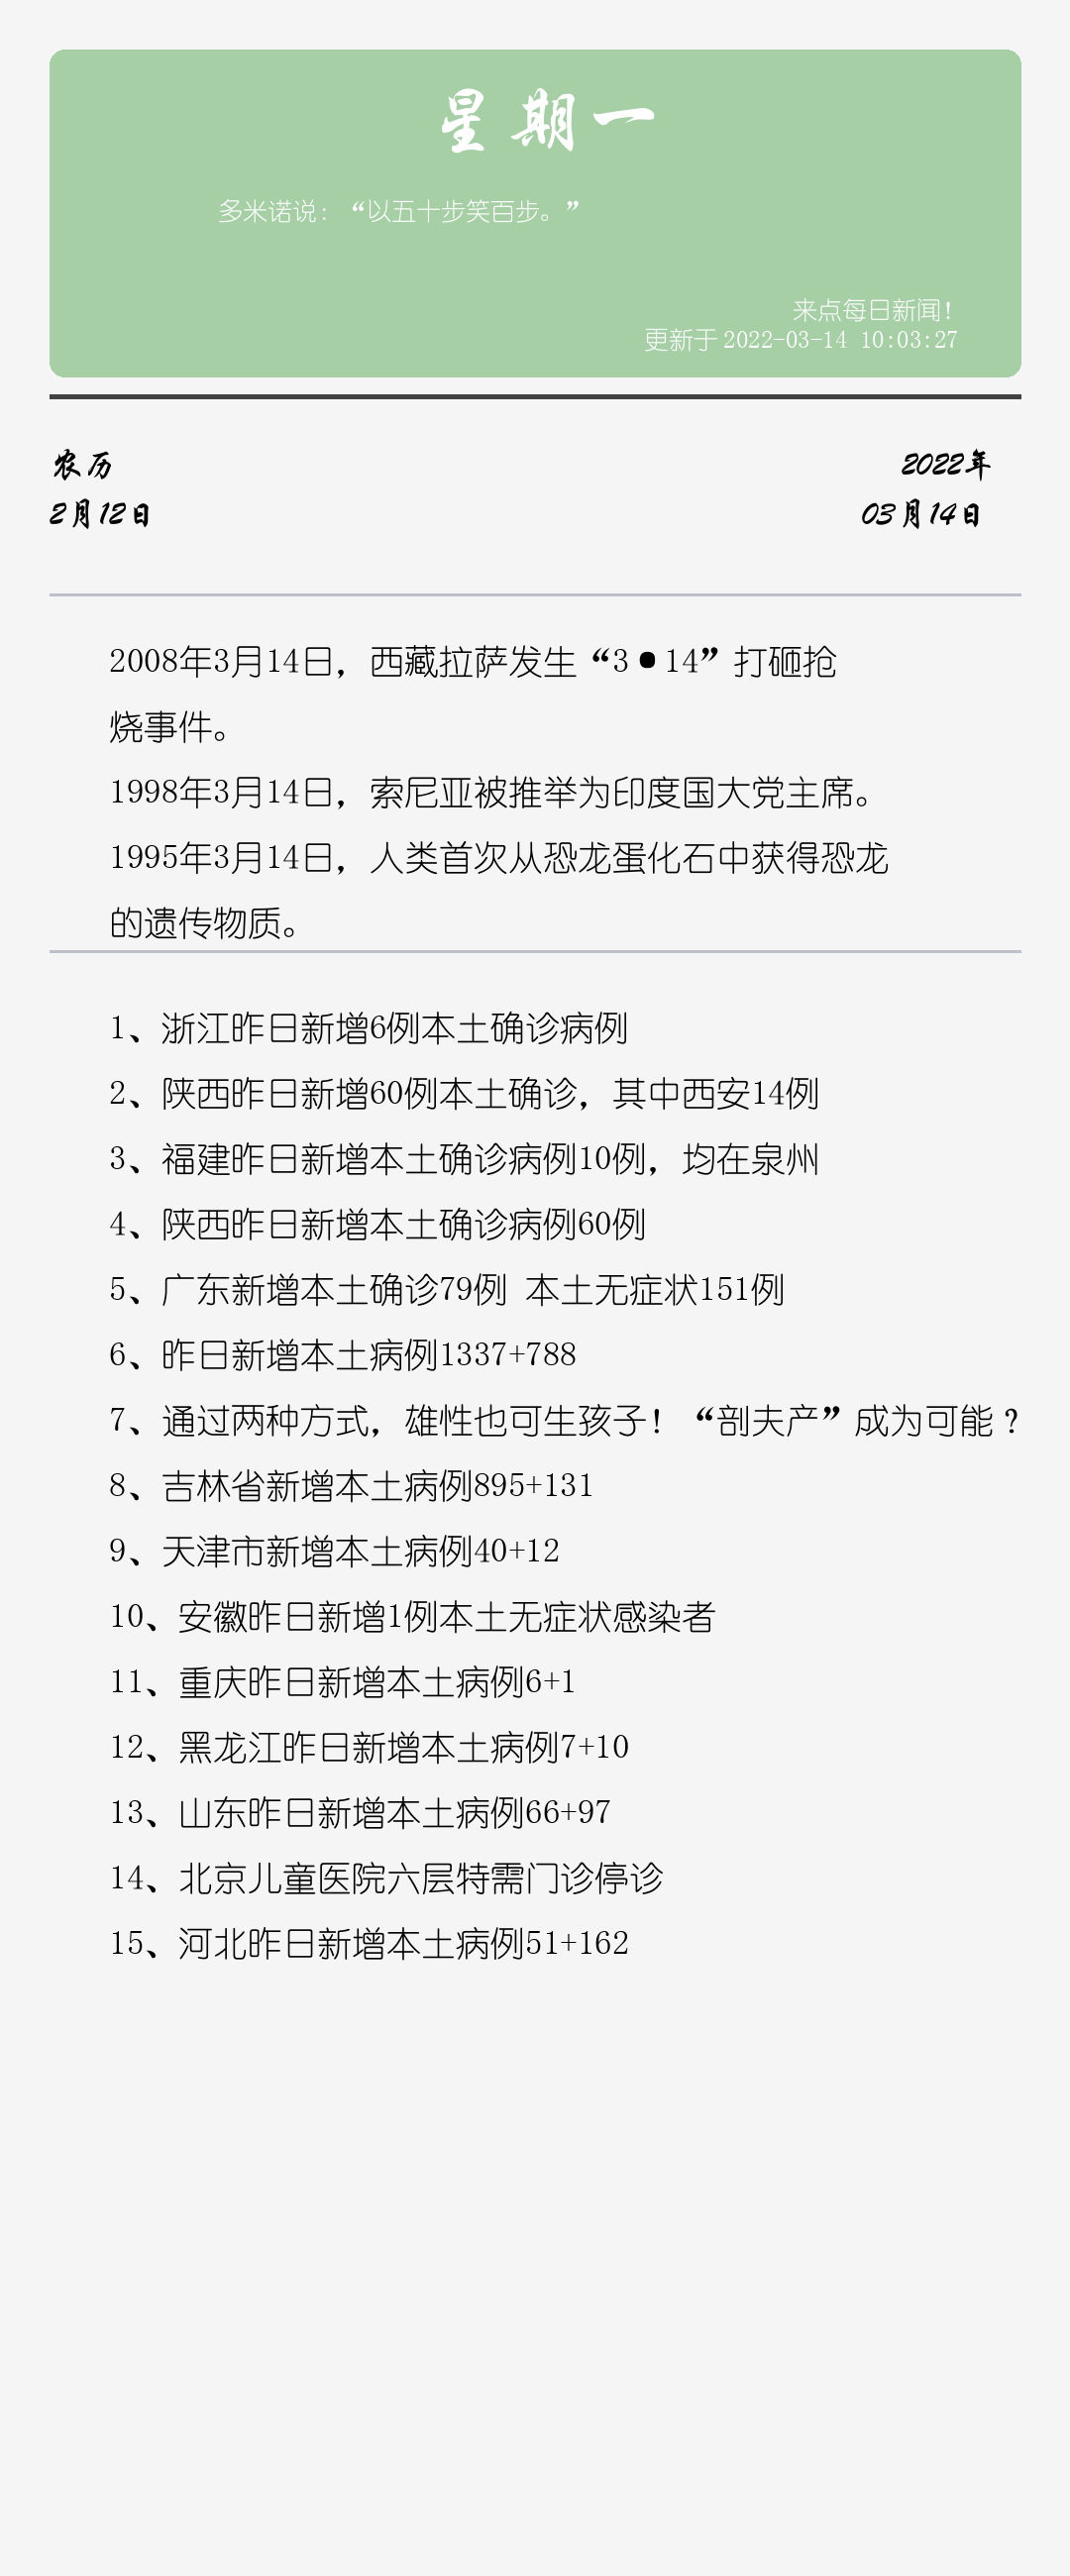 星期一
多米诺说：“以五十步笑百步。”
来点每日新闻！
更新于 2022-03-14 10:03:27
农历
2月12日
2022年
03月14日
2008年3月14日，西藏拉萨发生“3•14”打砸抢
烧事件。
1998年3月14日，索尼亚被推举为印度国大党主席。
1995年3月14日，人类首次从恐龙蛋化石中获得恐龙
的遗传物质。
1、浙江昨日新增6例本土确诊病例
2、陕西昨日新增60例本土确诊，其中西安14例
3、福建昨日新增本土确诊病例10例，均在泉州
4、陕西昨日新增本土确诊病例60例
5、广东新增本土确诊79例 本土无症状151例
6、昨日新增本土病例1337+788
7、通过两种方式，雄性也可生孩子！“剖夫产”成为可能？
8、吉林省新增本土病例895+131
9、天津市新增本土病例40+12
10、安徽昨日新增1例本土无症状感染者
11、重庆昨日新增本土病例6+1
12、黑龙江昨日新增本土病例7+10
13、山东昨日新增本土病例66+97
14、北京儿童医院六层特需门诊停诊
15、河北昨日新增本土病例51+162